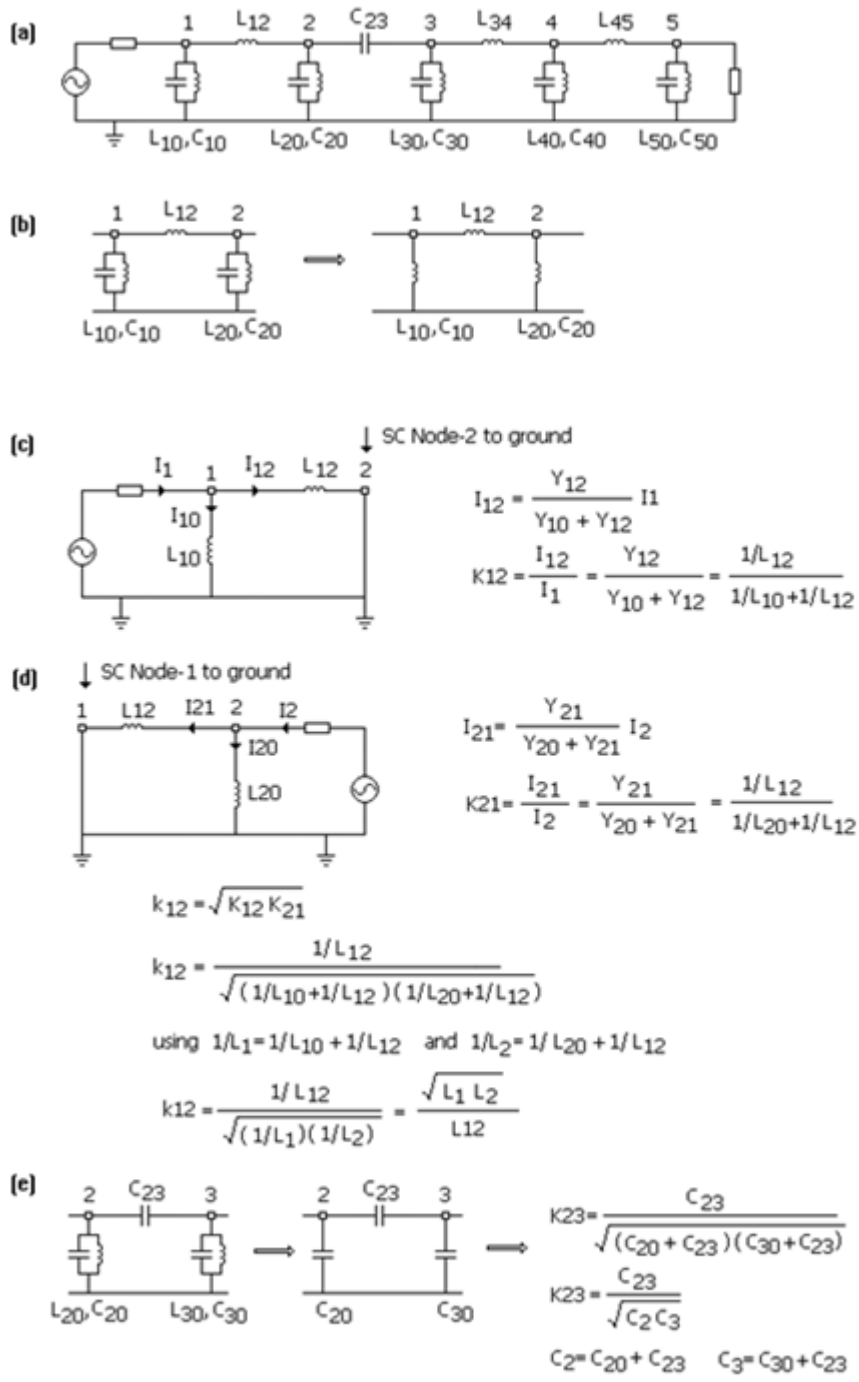 (a)
1 L12 2 C23 3 L34 4 L45 5
L10,C10 L20,C20 L30,C30 L40,C40 L50,C50
(b)
1 L12 2 1 L12 2
L10,C10 L20,C20 L10,C10 L20,C20
(c)
SC Node-2 to ground
I1 1 I12 L12 2
I10
L10
I12 = Y12 / (Y10 + Y12) I1
K12 = I12 / I1 = Y12 / (Y10 + Y12) = (1/L12) / (1/L10+1/L12)
(d)
SC Node-1 to ground
1 L12 I21 2 I2
I20
L20
I21= Y21 / (Y20 + Y21) I2
K21= I21 / I2 = Y21 / (Y20 + Y21) = (1/L12) / (1/L20+1/L12)
k12 = √(K12 K21)
k12 = (1/L12) / √((1/L10+1/L12)(1/L20+1/L12))
using 1/L1=1/L10 + 1/L12 and 1/L2=1/L20 + 1/L12
k12 = (1/L12) / √((1/L1)(1/L2)) = √(L1 L2) / L12
(e)
2 C23 3 2 C23 3
L20,C20 L30,C30 C20 C30
K23= C23 / √((C20 + C23)(C30 + C23))
K23= C23 / √(C2 C3)
C2=C20 + C23 C3=C30 + C23